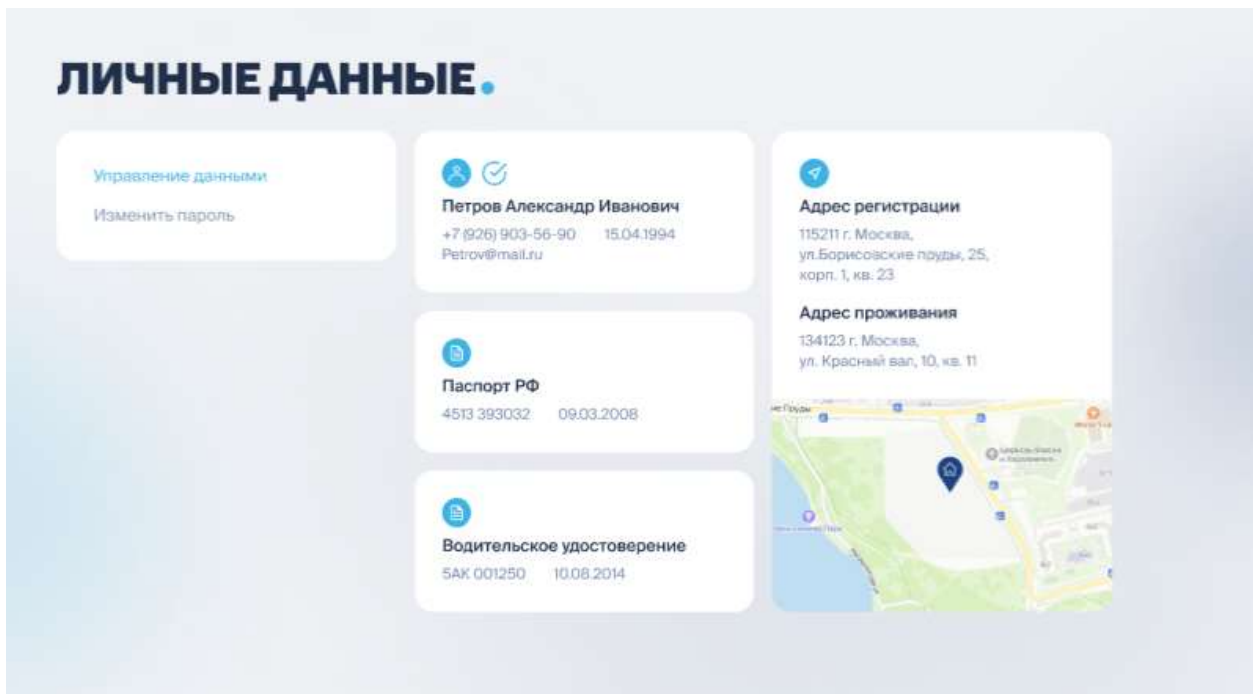 ЛИЧНЫЕ ДАННЫЕ.
Управление данными
Изменить пароль
Петров Александр Иванович
+7 (926) 903-56-90 15.04.1994
Petrov@mail.ru
Паспорт РФ
4513 393032 09.03.2008
Водительское удостоверение
5АК 001250 10.08.2014
Адрес регистрации
115211 г. Москва,
ул.Борисовские пруды, 25,
корп. 1, кв. 23
Адрес проживания
134123 г. Москва,
ул. Красный вал, 10, кв. 11
ие Пруды